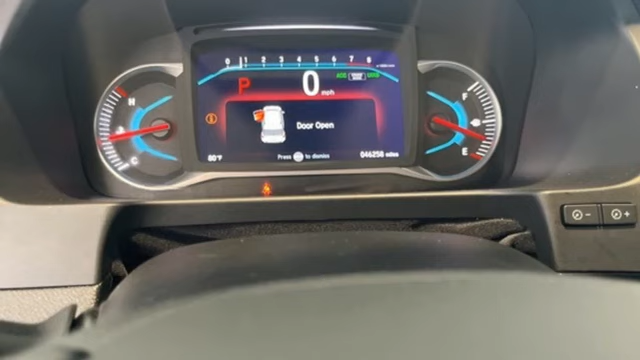 0 1 2 3 4 5 6 7 8
P 0 mph
H F
Door Open
C E
80°F Press to dismiss 046258 miles
- +